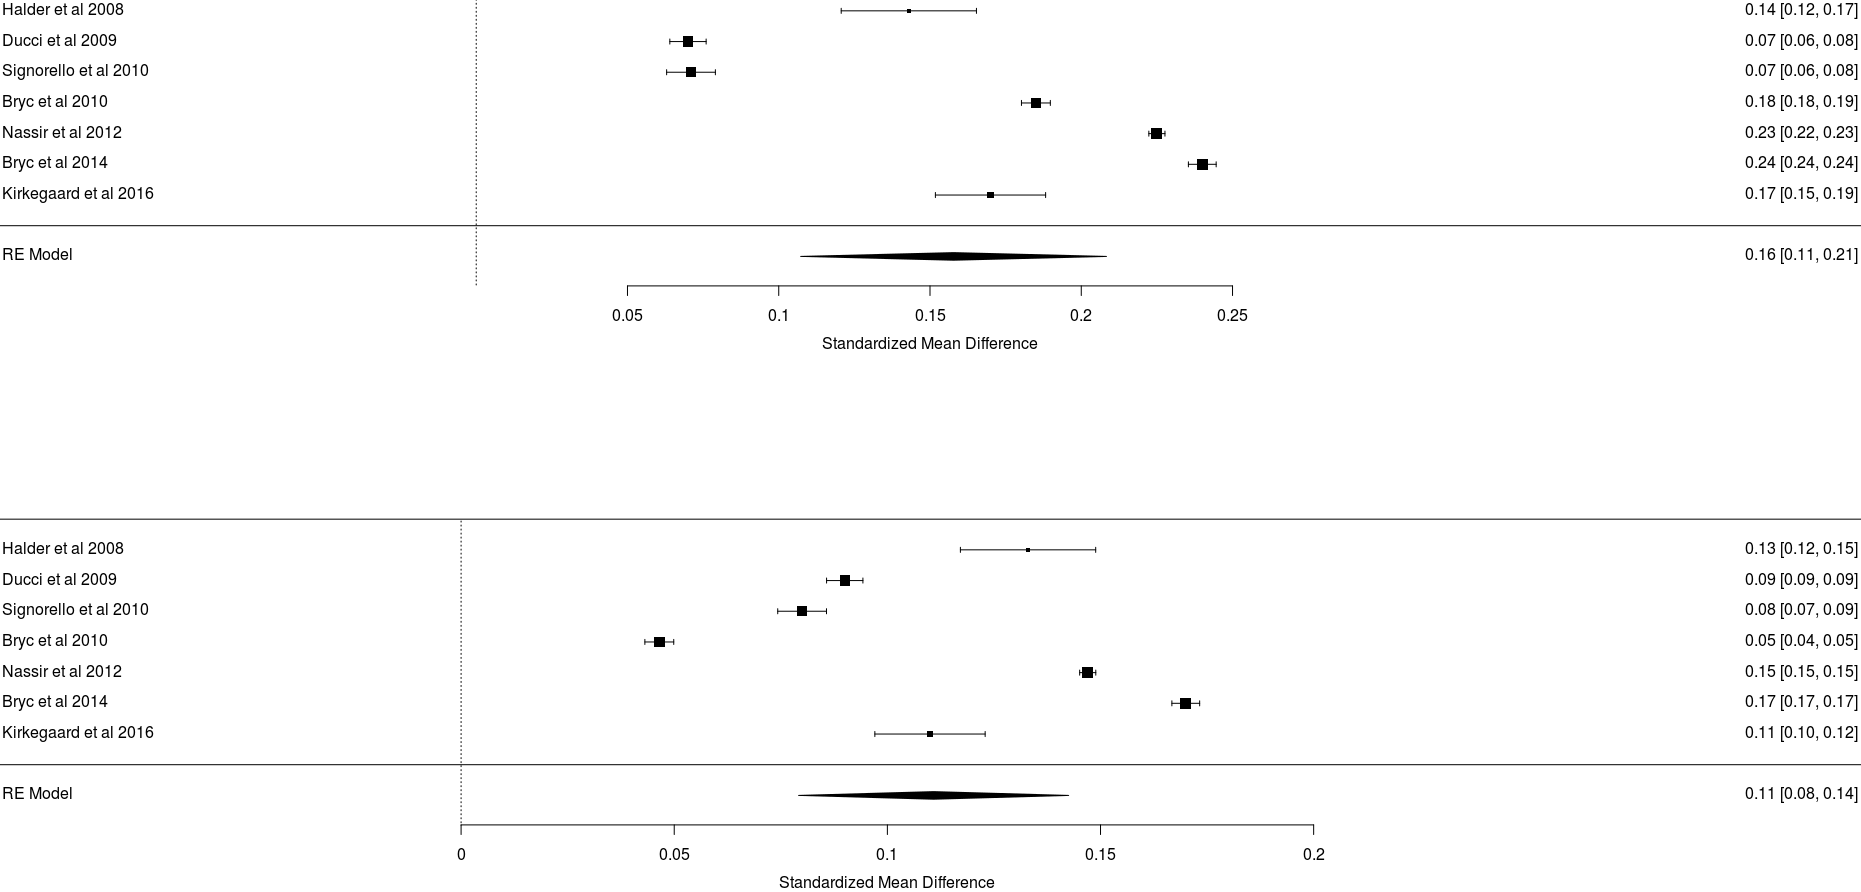 Halder et al 2008 0.14 [0.12, 0.17]
Ducci et al 2009 0.07 [0.06, 0.08]
Signorello et al 2010 0.07 [0.06, 0.08]
Bryc et al 2010 0.18 [0.18, 0.19]
Nassir et al 2012 0.23 [0.22, 0.23]
Bryc et al 2014 0.24 [0.24, 0.24]
Kirkegaard et al 2016 0.17 [0.15, 0.19]
RE Model 0.16 [0.11, 0.21]
0.05 0.1 0.15 0.2 0.25
Standardized Mean Difference
Halder et al 2008 0.13 [0.12, 0.15]
Ducci et al 2009 0.09 [0.09, 0.09]
Signorello et al 2010 0.08 [0.07, 0.09]
Bryc et al 2010 0.05 [0.04, 0.05]
Nassir et al 2012 0.15 [0.15, 0.15]
Bryc et al 2014 0.17 [0.17, 0.17]
Kirkegaard et al 2016 0.11 [0.10, 0.12]
RE Model 0.11 [0.08, 0.14]
0 0.05 0.1 0.15 0.2
Standardized Mean Difference